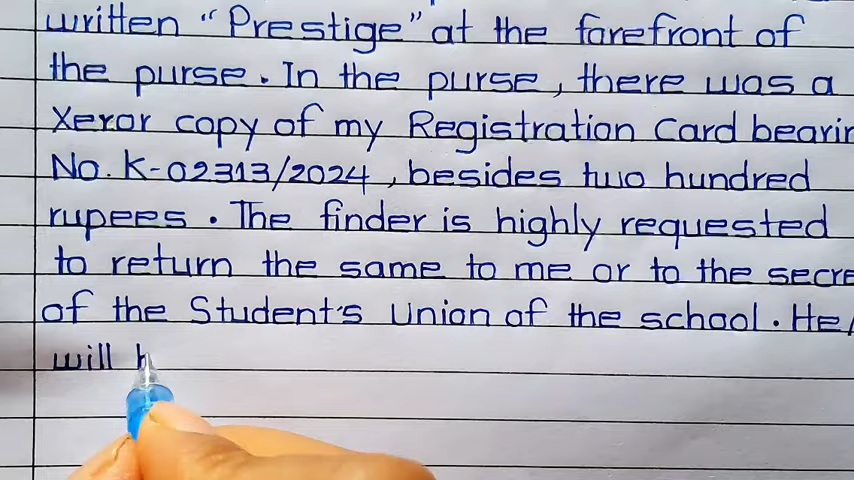 written “Prestige” at the forefront of
the purse. In the purse, there was a
Xeror copy of my Registration Card bearin
No. K-02313/2024, besides two hundred
rupees. The finder is highly requested
to return the same to me or to the secre
of the Student's Union of the school. He/
will